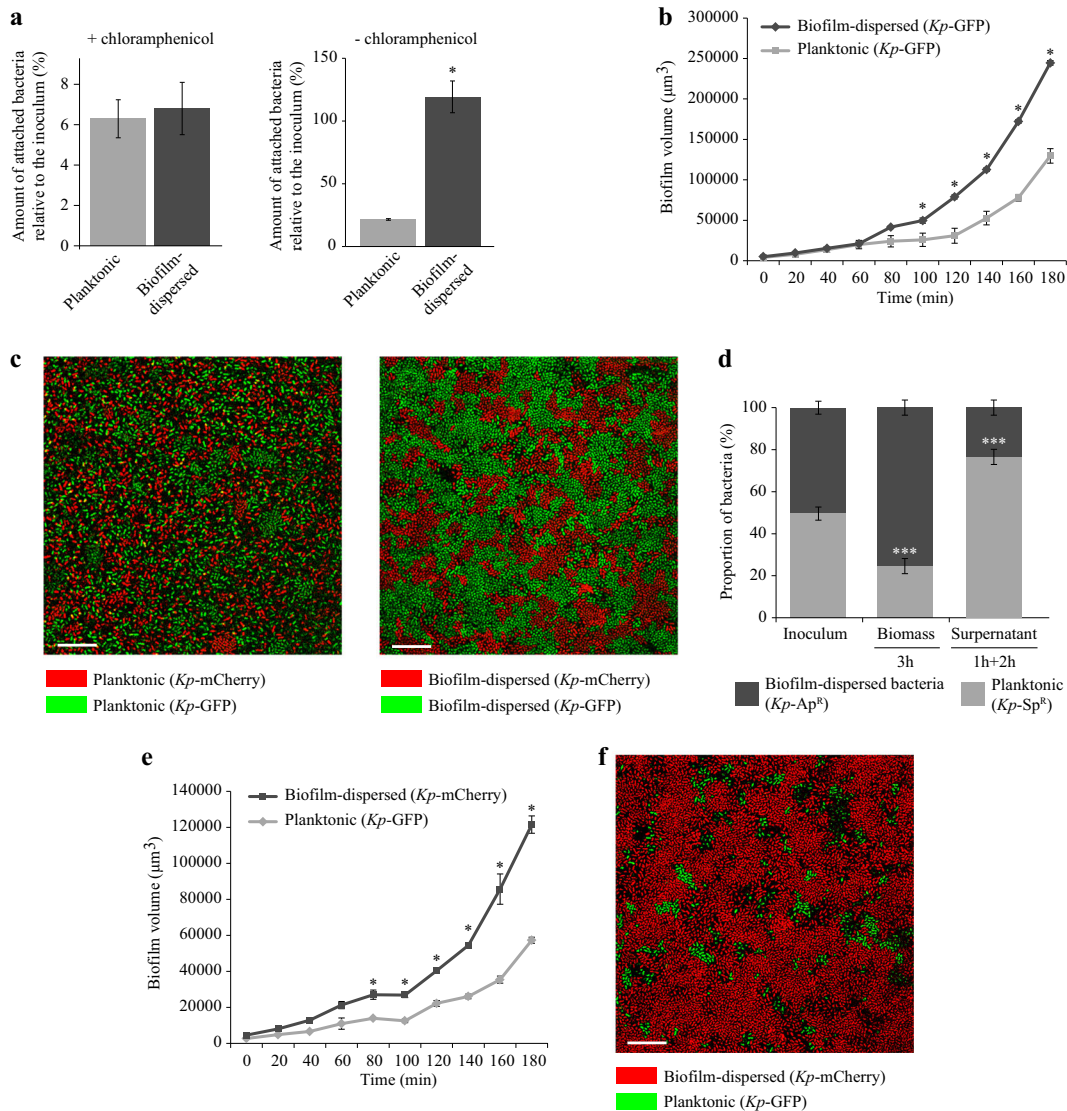 a
+ chloramphenicol
Amount of attached bacteria
relative to the inoculum (%)
8
6
4
2
0
Planktonic
Biofilm-
dispersed
- chloramphenicol
Amount of attached bacteria
relative to the inoculum (%)
150
100
50
0
*
Planktonic
Biofilm-
dispersed
b
Biofilm-dispersed (Kp-GFP)
Planktonic (Kp-GFP)
Biofilm volume (µm³)
300000
250000
200000
150000
100000
50000
0
* * * * *
0 20 40 60 80 100 120 140 160 180
Time (min)
c
Planktonic (Kp-mCherry)
Planktonic (Kp-GFP)
Biofilm-dispersed (Kp-mCherry)
Biofilm-dispersed (Kp-GFP)
d
Proportion of bacteria (%)
100
80
60
40
20
0
***
***
Inoculum Biomass Surpernatant
3h 1h+2h
Biofilm-dispersed bacteria
(Kp-Apᴿ)
Planktonic
(Kp-Spᴿ)
e
Biofilm-dispersed (Kp-mCherry)
Planktonic (Kp-GFP)
Biofilm volume (µm³)
140000
120000
100000
80000
60000
40000
20000
0
* * * * * *
0 20 40 60 80 100 120 140 160 180
Time (min)
f
Biofilm-dispersed (Kp-mCherry)
Planktonic (Kp-GFP)